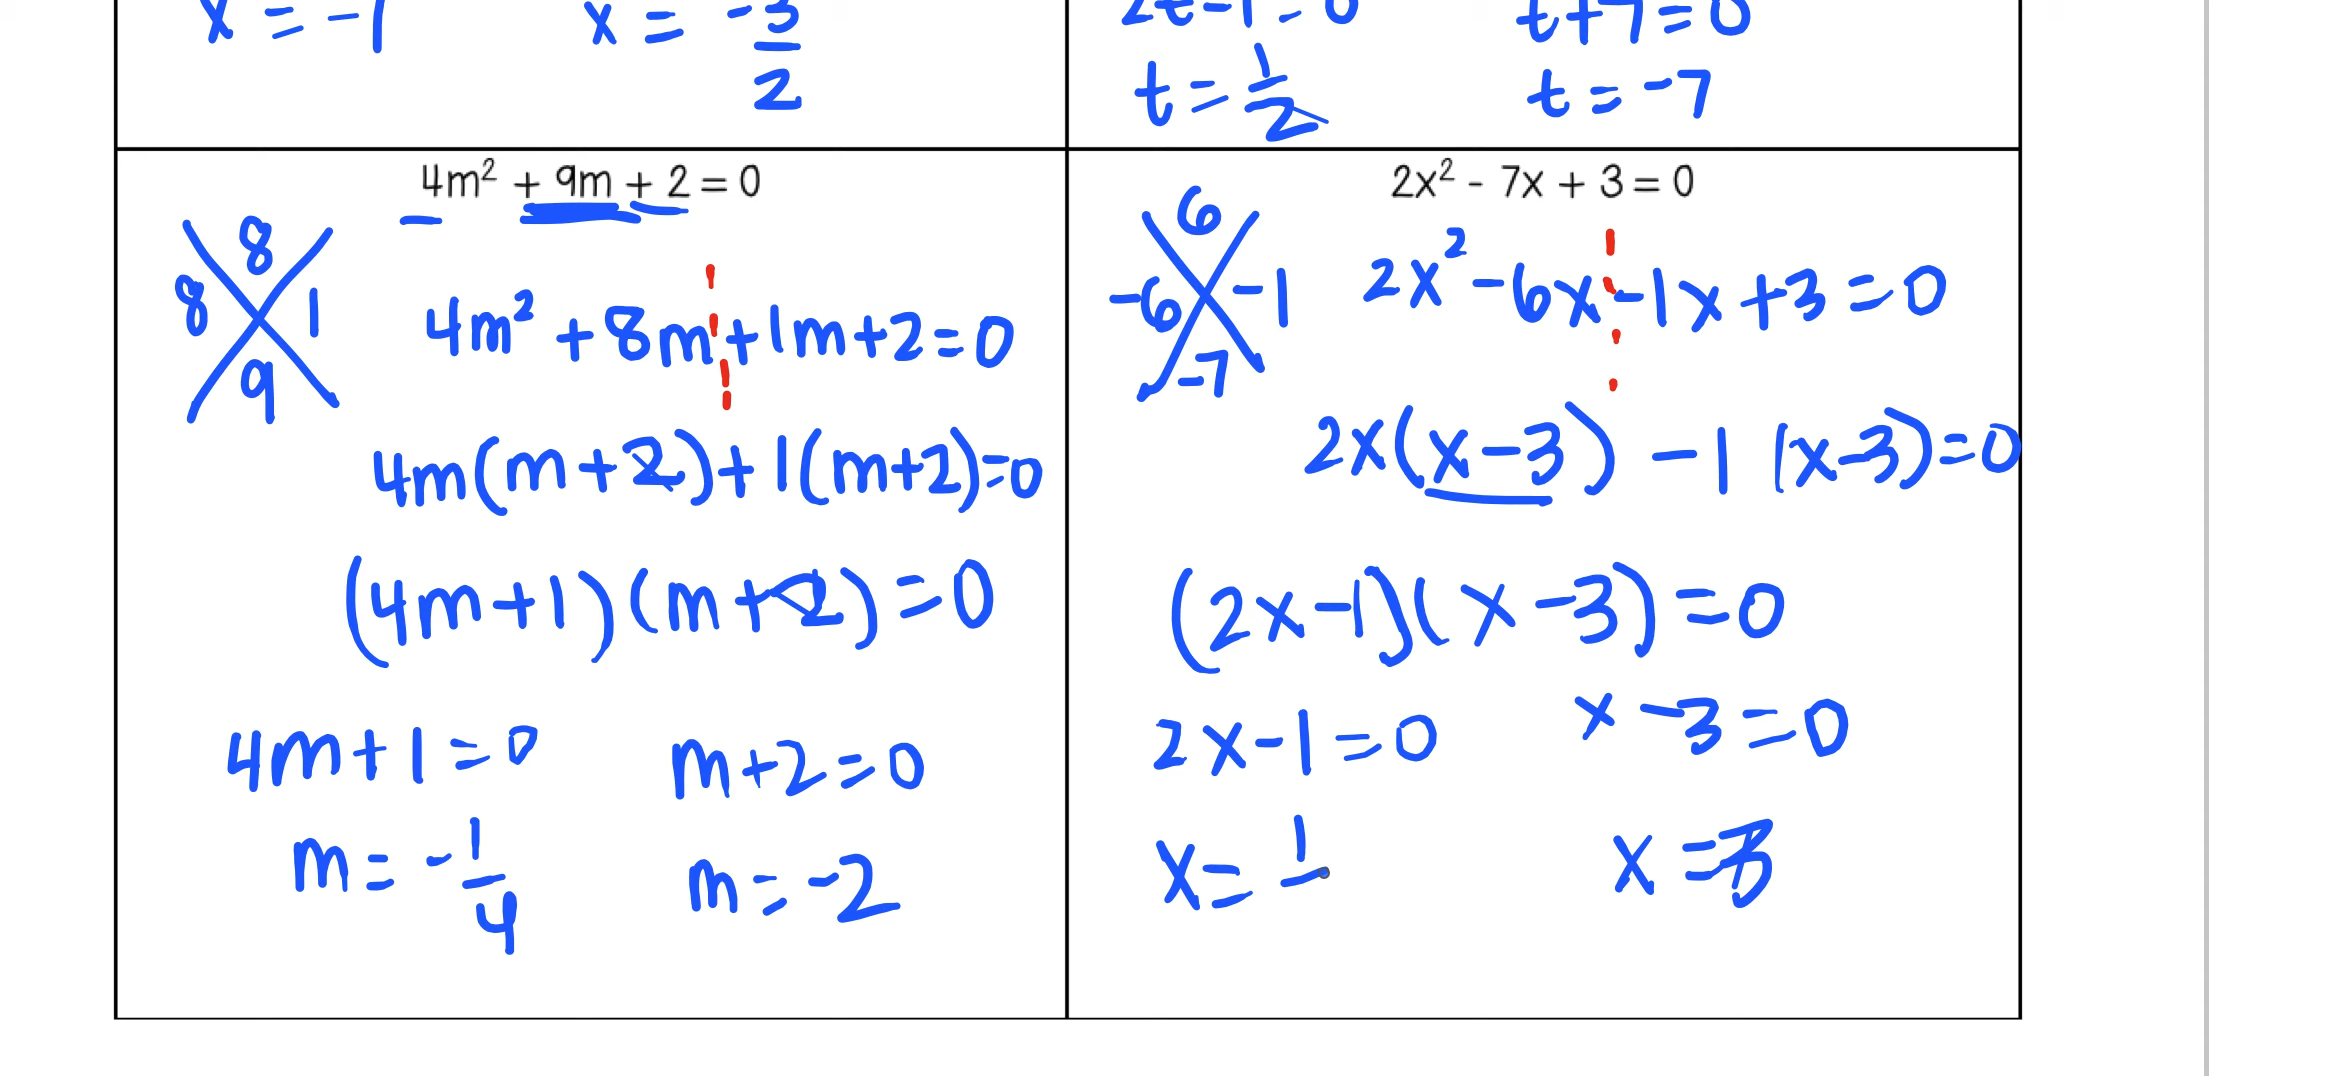 x = -1 x = -3/2
2t-1=0 t+7=0
t = 1/2 t = -7
4m² + 9m + 2 = 0
8
8 1
9
4m² + 8m + 1m + 2 = 0
4m(m+2) + 1(m+2) = 0
(4m+1)(m+2) = 0
4m+1=0 m+2=0
m = -1/4 m = -2
2x² - 7x + 3 = 0
6
-6 -1
-7
2x² - 6x - 1x + 3 = 0
2x(x-3) - 1(x-3) = 0
(2x-1)(x-3) = 0
2x-1=0 x-3=0
x = 1/ x = 3